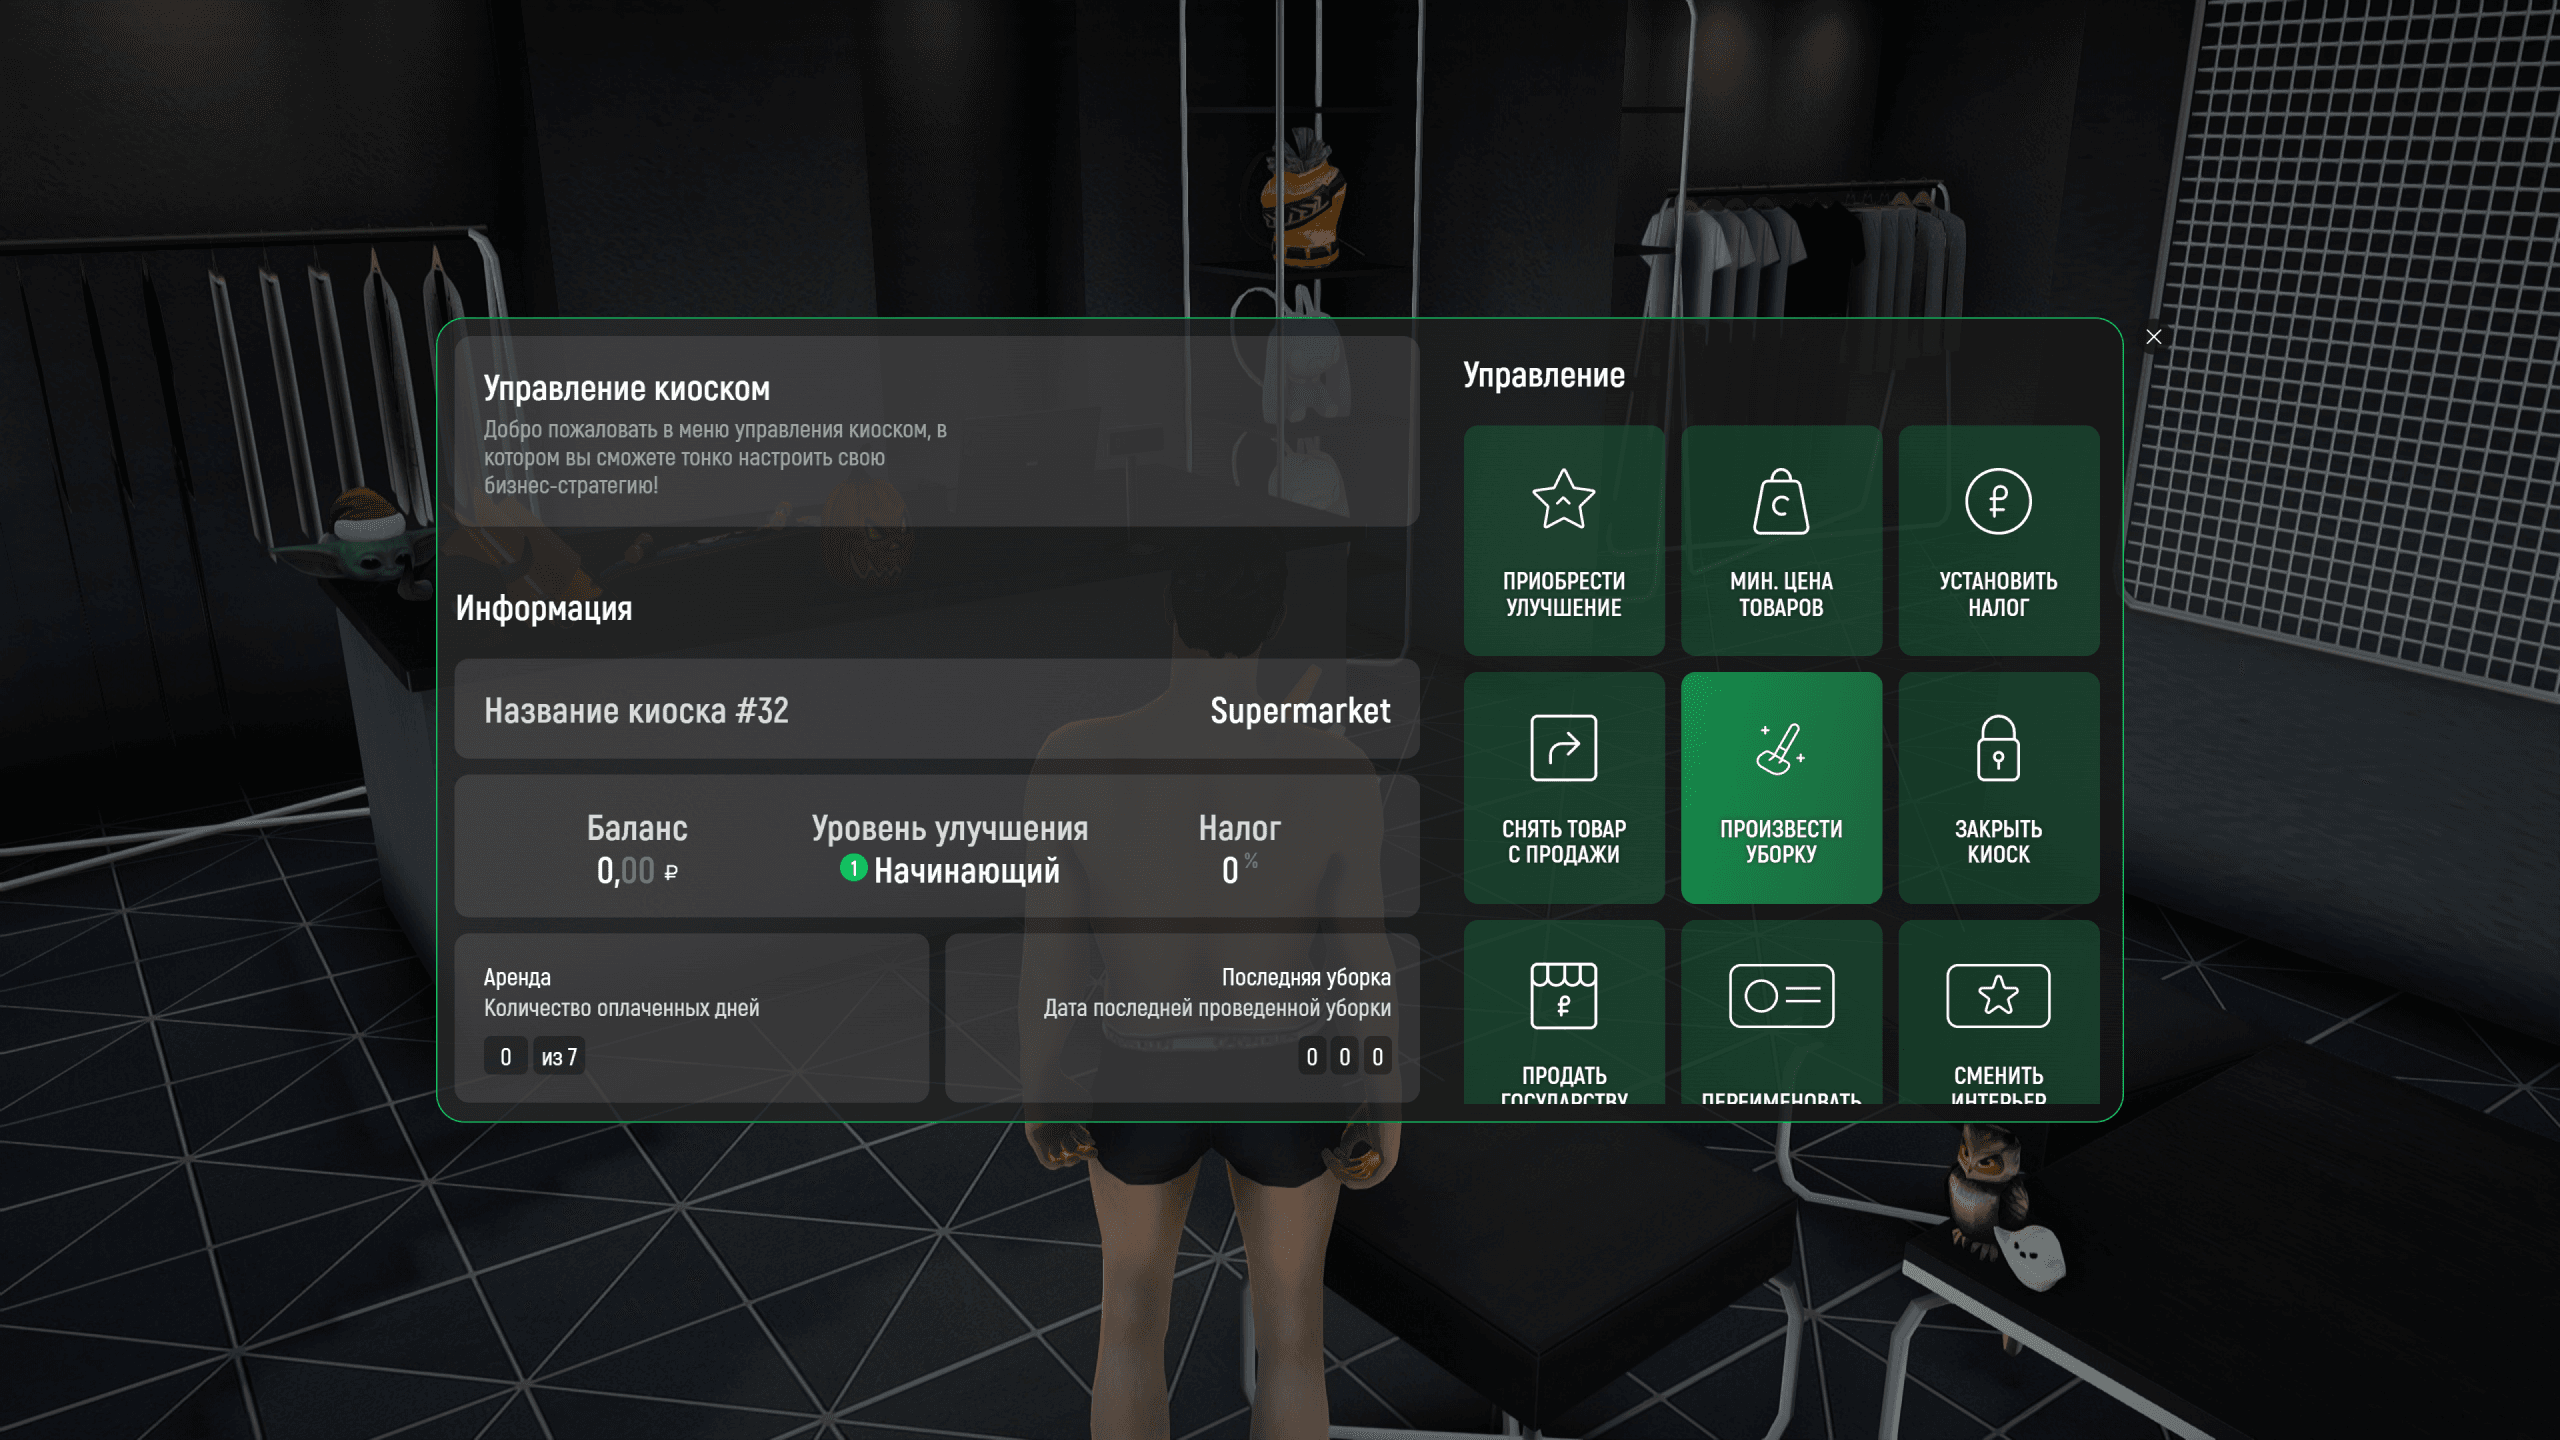 Управление киоском
Добро пожаловать в меню управления киоском, в
котором вы сможете тонко настроить свою
бизнес-стратегию!
Информация
Название киоска #32
Supermarket
Баланс
0,00 ₽
Уровень улучшения
1 Начинающий
Налог
0 %
Аренда
Количество оплаченных дней
0 из 7
Последняя уборка
Дата последней проведенной уборки
0 0 0
Управление
ПРИОБРЕСТИ
УЛУЧШЕНИЕ
МИН. ЦЕНА
ТОВАРОВ
УСТАНОВИТЬ
НАЛОГ
СНЯТЬ ТОВАР
С ПРОДАЖИ
ПРОИЗВЕСТИ
УБОРКУ
ЗАКРЫТЬ
КИОСК
ПРОДАТЬ
ГОСУДАРСТВУ
ПЕРЕИМЕНОВАТЬ
СМЕНИТЬ
ИНТЕРЬЕР